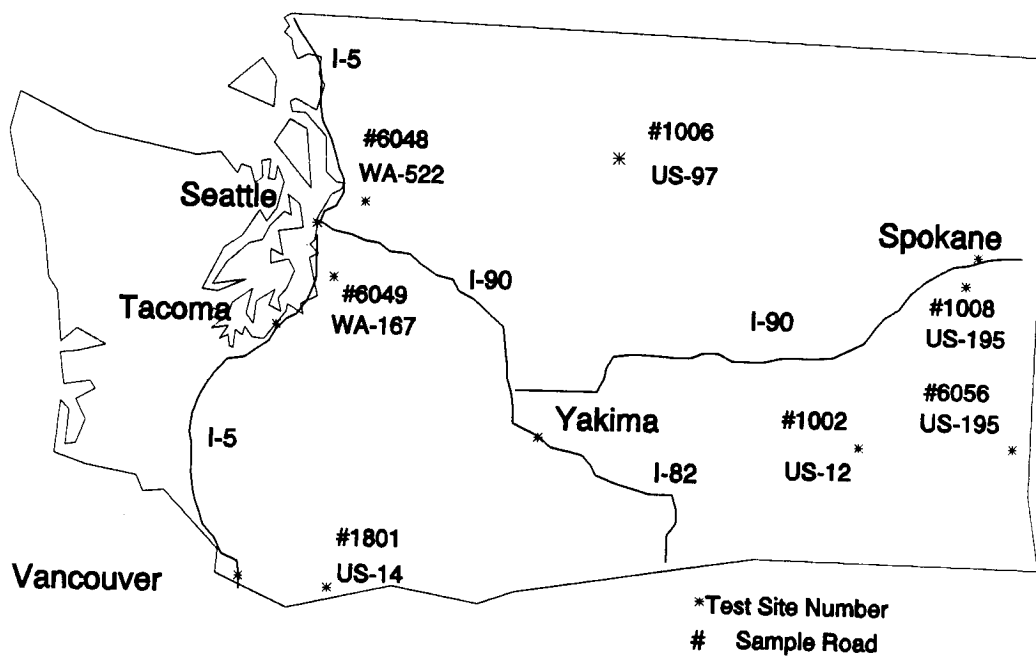 I-5
#6048
WA-522
#1006
US-97
Seattle
Spokane
I-90
#6049
WA-167
Tacoma
I-90
#1008
US-195
#6056
US-195
Yakima
#1002
US-12
I-5
I-82
#1801
US-14
Vancouver
*Test Site Number
# Sample Road